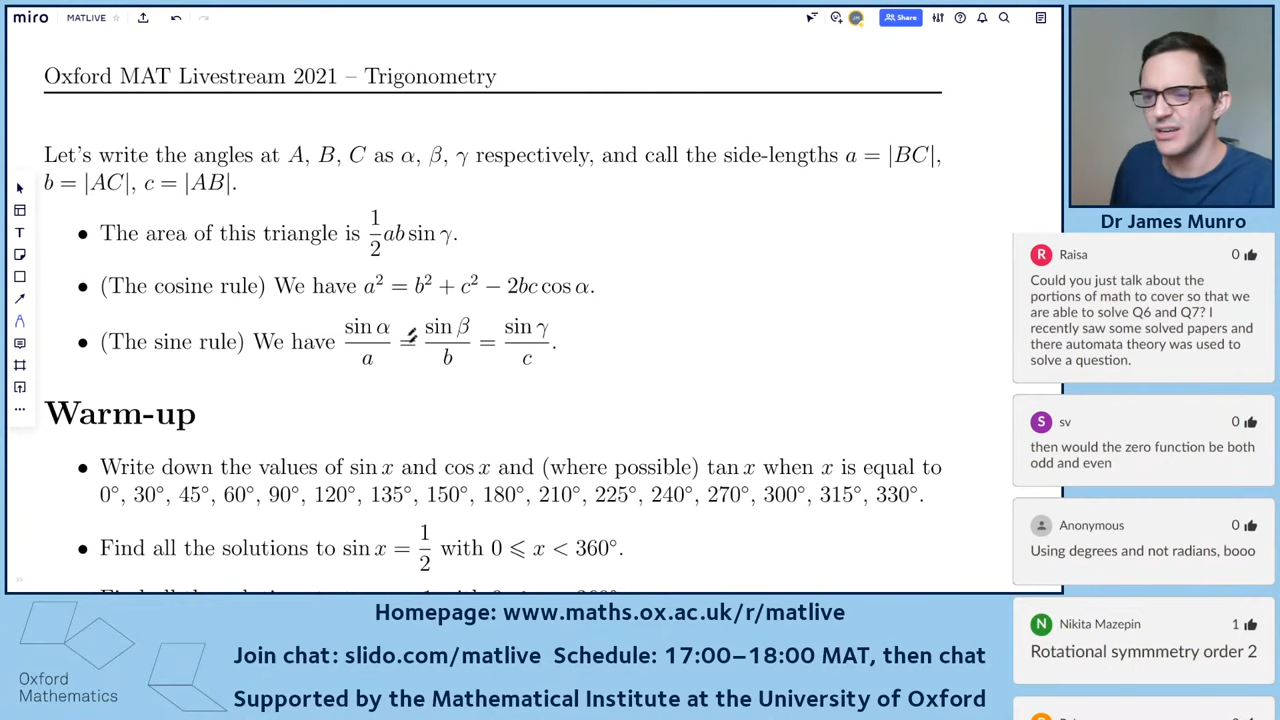 miro MATLIVE Share
Oxford MAT Livestream 2021 – Trigonometry
Let's write the angles at A, B, C as α, β, γ respectively, and call the side-lengths a = |BC|,
b = |AC|, c = |AB|.
• The area of this triangle is 1/2 ab sin γ.
• (The cosine rule) We have a² = b² + c² − 2bc cos α.
• (The sine rule) We have sin α/a = sin β/b = sin γ/c.
Warm-up
• Write down the values of sin x and cos x and (where possible) tan x when x is equal to
0°, 30°, 45°, 60°, 90°, 120°, 135°, 150°, 180°, 210°, 225°, 240°, 270°, 300°, 315°, 330°.
• Find all the solutions to sin x = 1/2 with 0 ⩽ x < 360°.
Dr James Munro
R Raisa 0
Could you just talk about the
portions of math to cover so that we
are able to solve Q6 and Q7? I
recently saw some solved papers and
there automata theory was used to
solve a question.
S sv 0
then would the zero function be both
odd and even
Anonymous 0
Using degrees and not radians, booo
N Nikita Mazepin 1
Rotational symmmetry order 2
Oxford
Mathematics
Homepage: www.maths.ox.ac.uk/r/matlive
Join chat: slido.com/matlive Schedule: 17:00–18:00 MAT, then chat
Supported by the Mathematical Institute at the University of Oxford